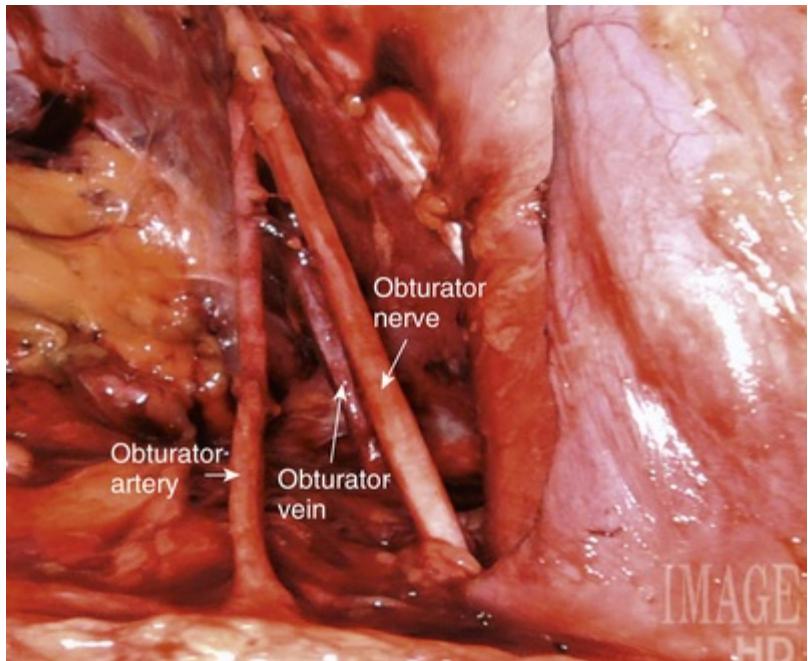 Obturator
nerve
Obturator
artery
Obturator
vein
IMAGE
HD